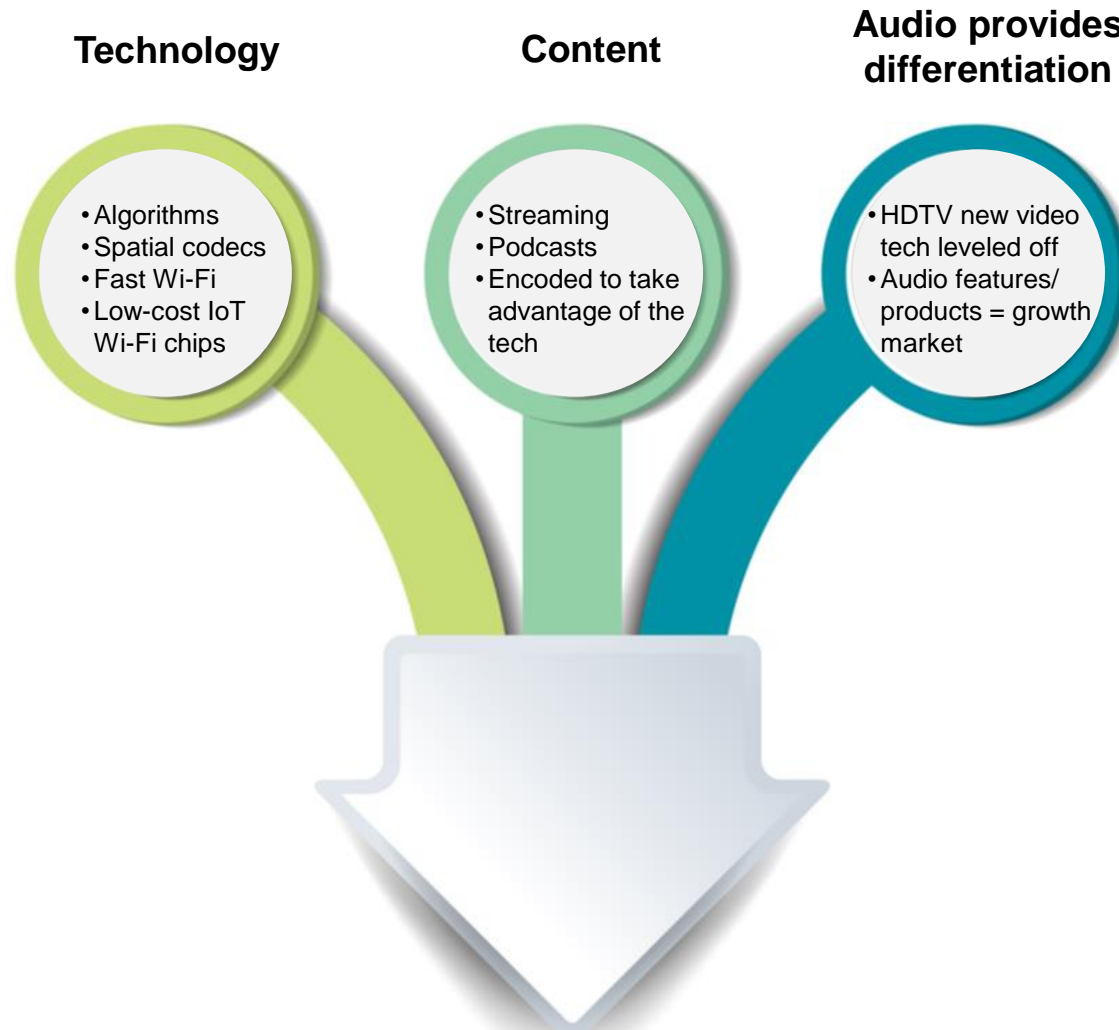 Technology
Content
Audio provides
differentiation
• Algorithms
• Spatial codecs
• Fast Wi-Fi
• Low-cost IoT
Wi-Fi chips
• Streaming
• Podcasts
• Encoded to take
advantage of the
tech
• HDTV new video
tech leveled off
• Audio features/
products = growth
market